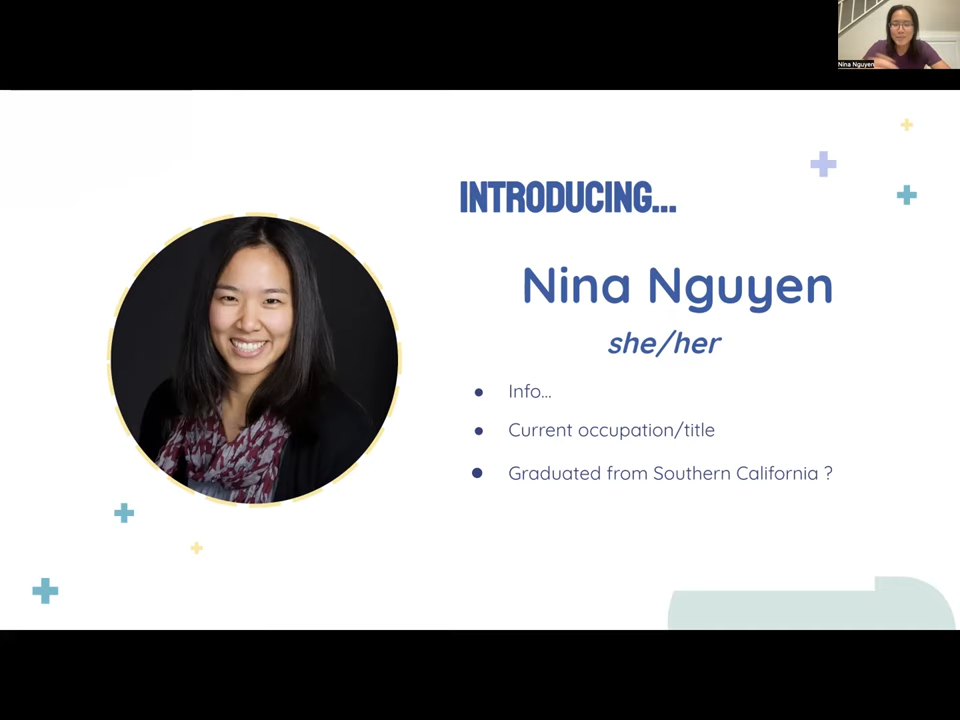 Nina Nguyen
INTRODUCING...
Nina Nguyen
she/her
● Info...
● Current occupation/title
● Graduated from Southern California ?